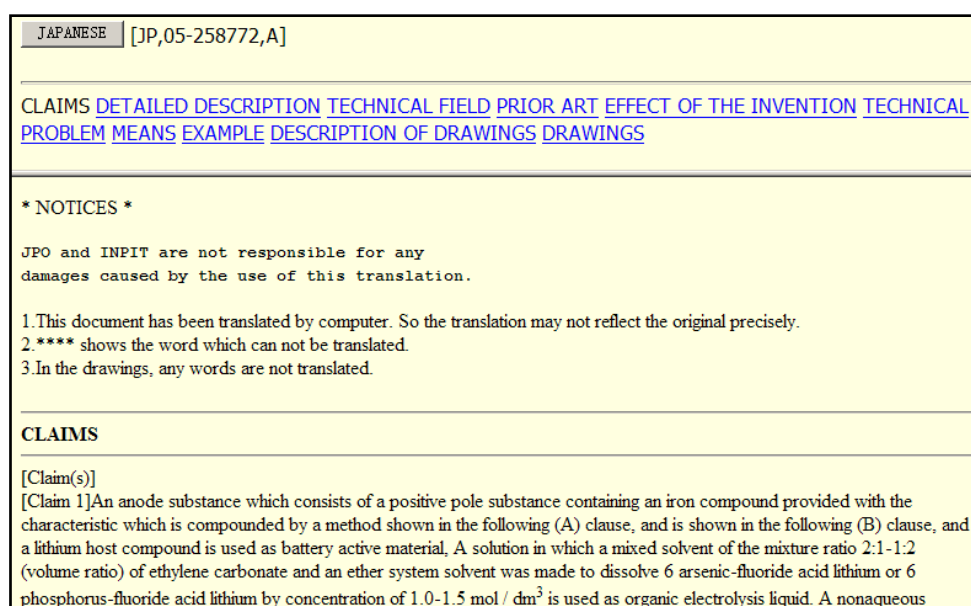 JAPANESE [JP,05-258772,A]
CLAIMS DETAILED DESCRIPTION TECHNICAL FIELD PRIOR ART EFFECT OF THE INVENTION TECHNICAL
PROBLEM MEANS EXAMPLE DESCRIPTION OF DRAWINGS DRAWINGS
* NOTICES *
JPO and INPIT are not responsible for any
damages caused by the use of this translation.
1.This document has been translated by computer. So the translation may not reflect the original precisely.
2.**** shows the word which can not be translated.
3.In the drawings, any words are not translated.
CLAIMS
[Claim(s)]
[Claim 1]An anode substance which consists of a positive pole substance containing an iron compound provided with the
characteristic which is compounded by a method shown in the following (A) clause, and is shown in the following (B) clause, and
a lithium host compound is used as battery active material, A solution in which a mixed solvent of the mixture ratio 2:1-1:2
(volume ratio) of ethylene carbonate and an ether system solvent was made to dissolve 6 arsenic-fluoride acid lithium or 6
phosphorus-fluoride acid lithium by concentration of 1.0-1.5 mol / dm³ is used as organic electrolysis liquid. A nonaqueous